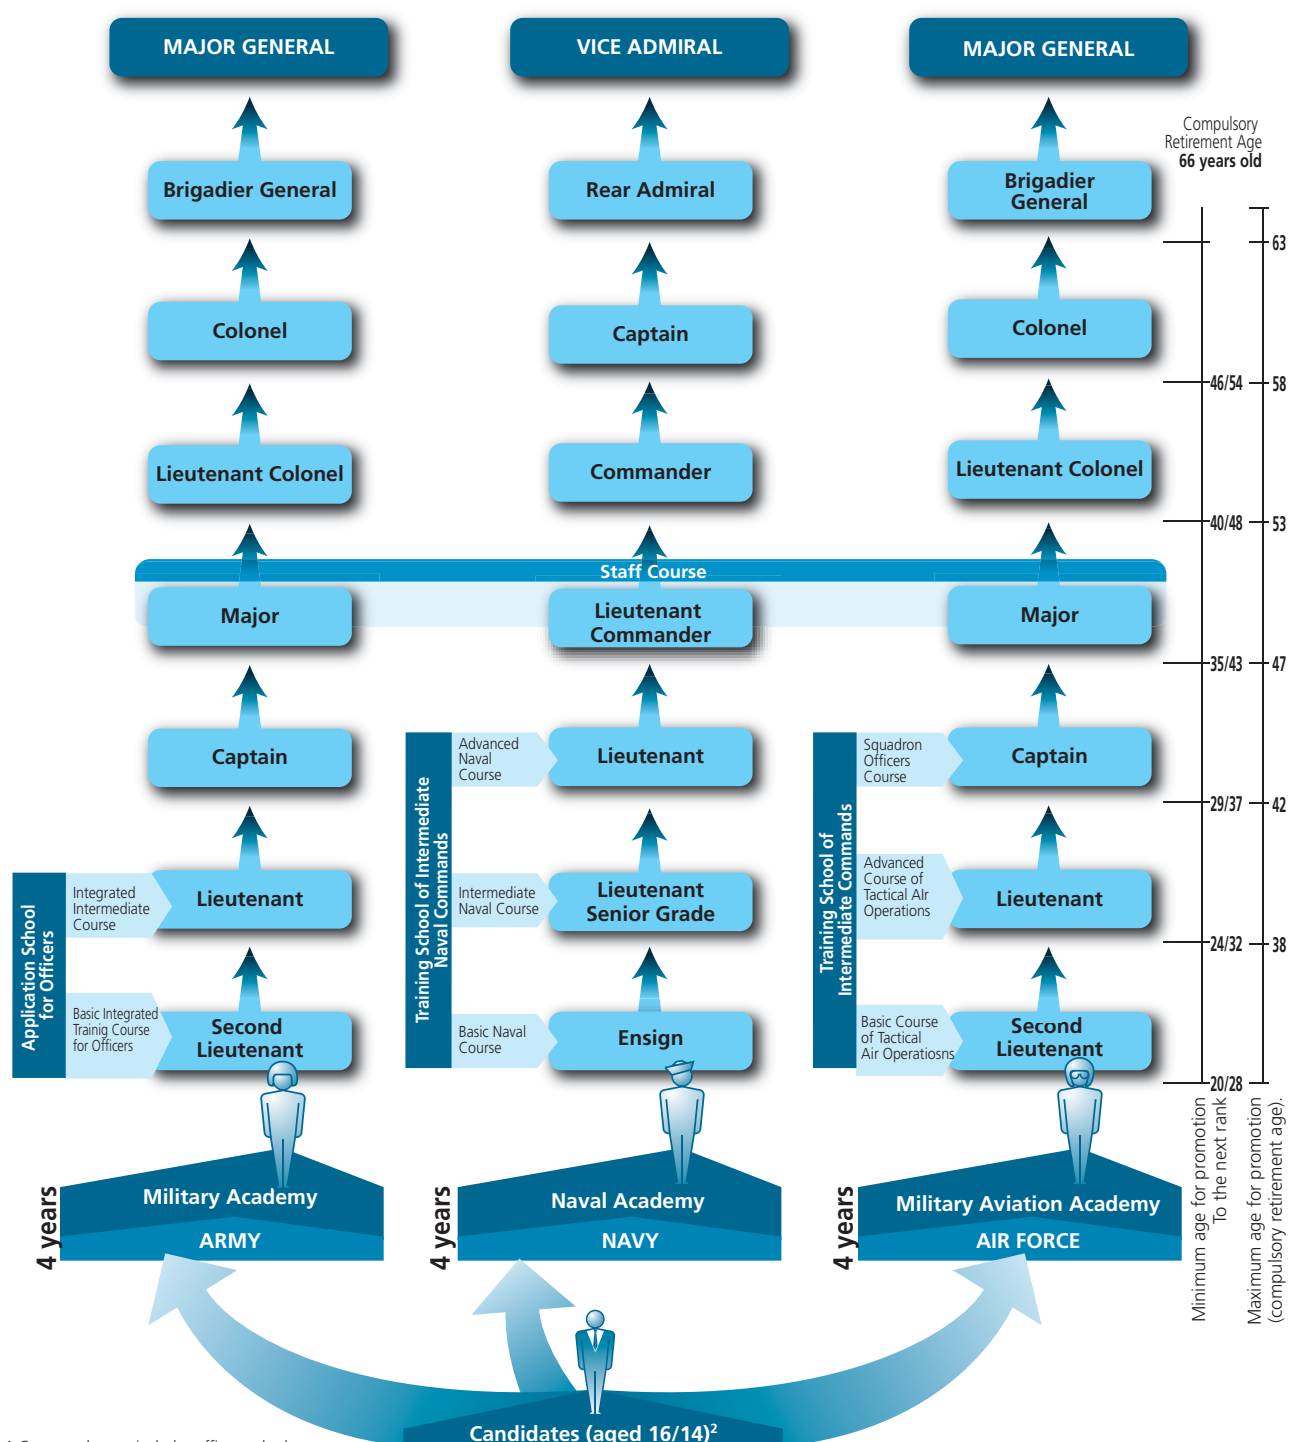 MAJOR GENERAL
VICE ADMIRAL
MAJOR GENERAL
Compulsory
Retirement Age
66 years old
Brigadier General
Rear Admiral
Brigadier
General
63
Colonel
Captain
Colonel
46/54
58
Lieutenant Colonel
Commander
Lieutenant Colonel
40/48
53
Staff Course
Major
Lieutenant
Commander
Major
35/43
47
Captain
Advanced
Naval
Course
Lieutenant
Squadron
Officers
Course
Captain
29/37
42
Application School
for Officers
Integrated
Intermediate
Course
Lieutenant
Training School of Intermediate
Naval Commands
Intermediate
Naval Course
Lieutenant
Senior Grade
Training School of
Intermediate Commands
Advanced
Course of
Tactical AIr
Operations
Lieutenant
24/32
38
Basic Integrated
Trainig Course
for Officers
Second
Lieutenant
Basic Naval
Course
Ensign
Basic Course
of Tactical
Air Operatiosns
Second
Lieutenant
20/28
Minimum age for promotion
To the next rank
Maximum age for promotion
(compulsory retirement age).
4 years
Military Academy
ARMY
4 years
Naval Academy
NAVY
4 years
Military Aviation Academy
AIR FORCE
Candidates (aged 16/14)²